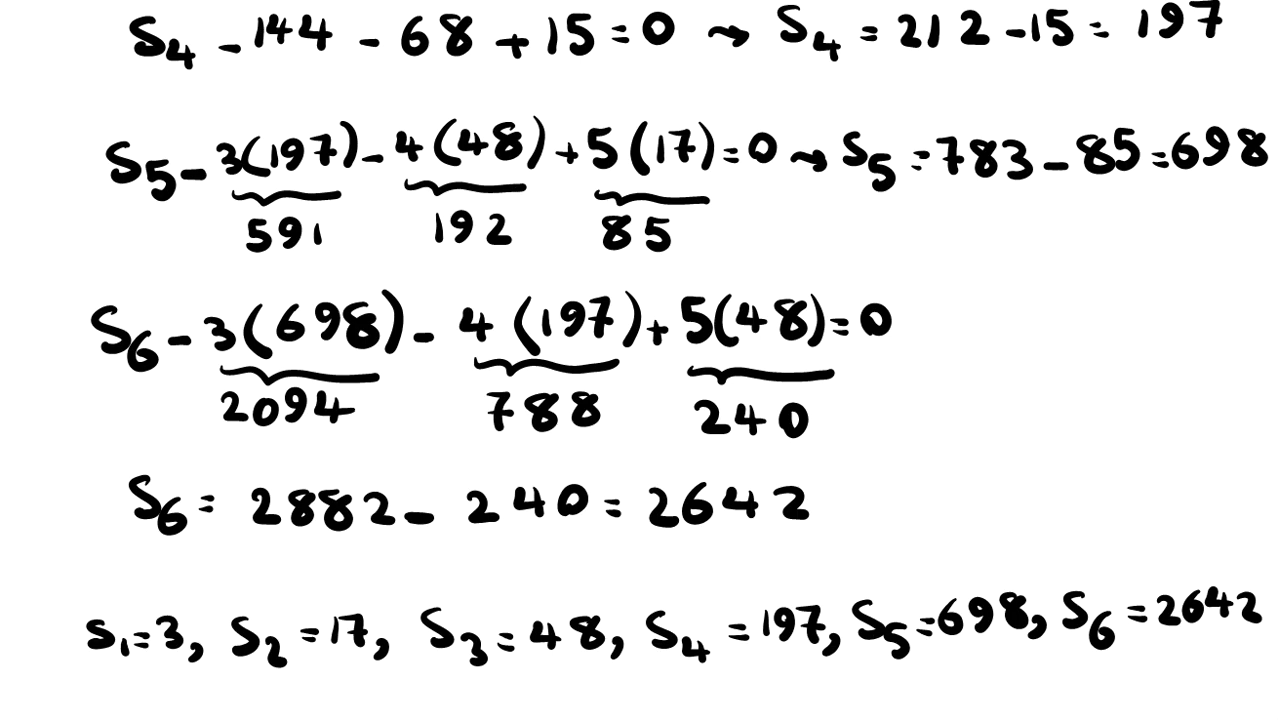 S₄ - 144 - 68 + 15 = 0 → S₄ = 212 - 15 = 197
S₅ - 3(197) - 4(48) + 5(17) = 0 → S₅ = 783 - 85 = 698
591 192 85
S₆ - 3(698) - 4(197) + 5(48) = 0
2094 788 240
S₆ = 2882 - 240 = 2642
S₁ = 3, S₂ = 17, S₃ = 48, S₄ = 197, S₅ = 698, S₆ = 2642